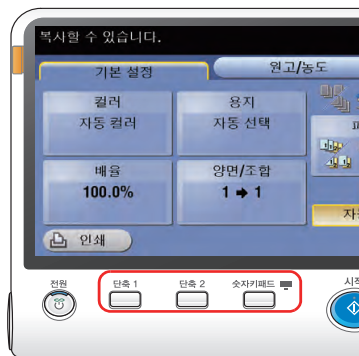 복사할 수 있습니다.
기본 설정
원고/농도
컬러
자동 컬러
용지
자동 선택
배율
100.0%
양면/조합
1 ➡ 1
인쇄
전원
단축 1
단축 2
숫자키패드